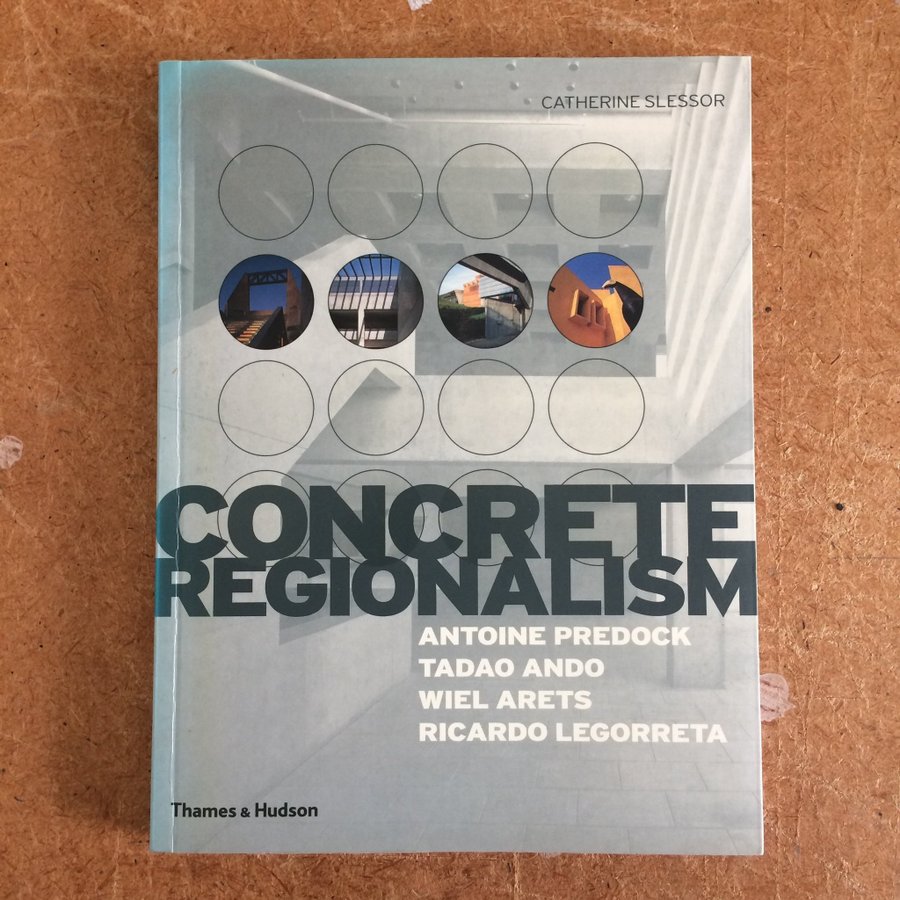 CATHERINE SLESSOR
CONCRETE
REGIONALISM
ANTOINE PREDOCK
TADAO ANDO
WIEL ARETS
RICARDO LEGORRETA
Thames & Hudson